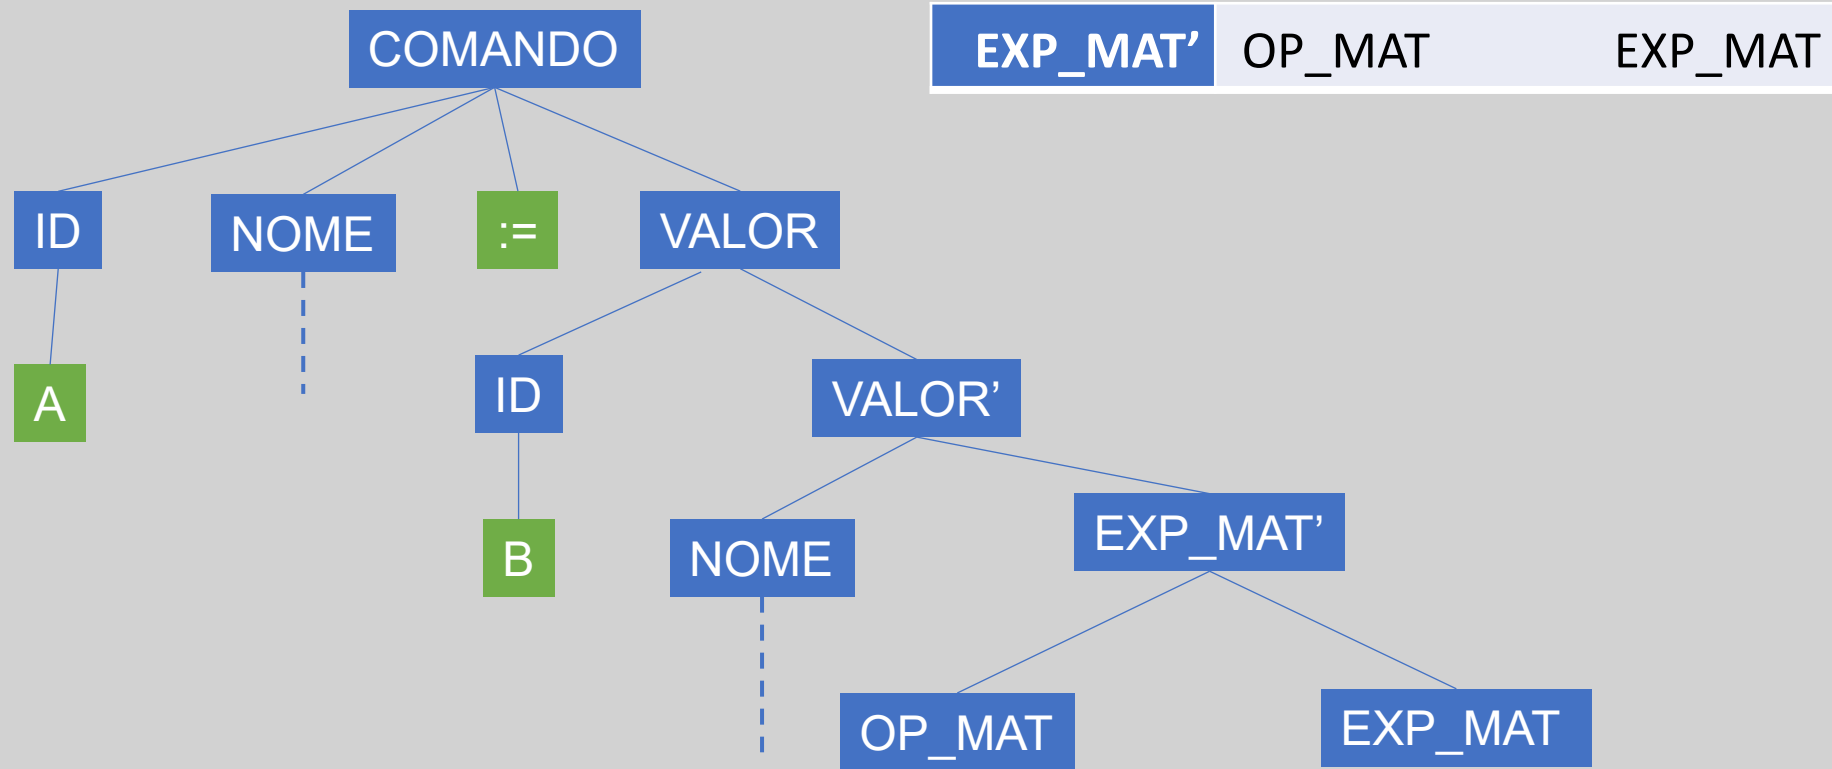 COMANDO
EXP_MAT’ OP_MAT EXP_MAT
ID NOME := VALOR
A ID VALOR’
B NOME EXP_MAT’
OP_MAT EXP_MAT